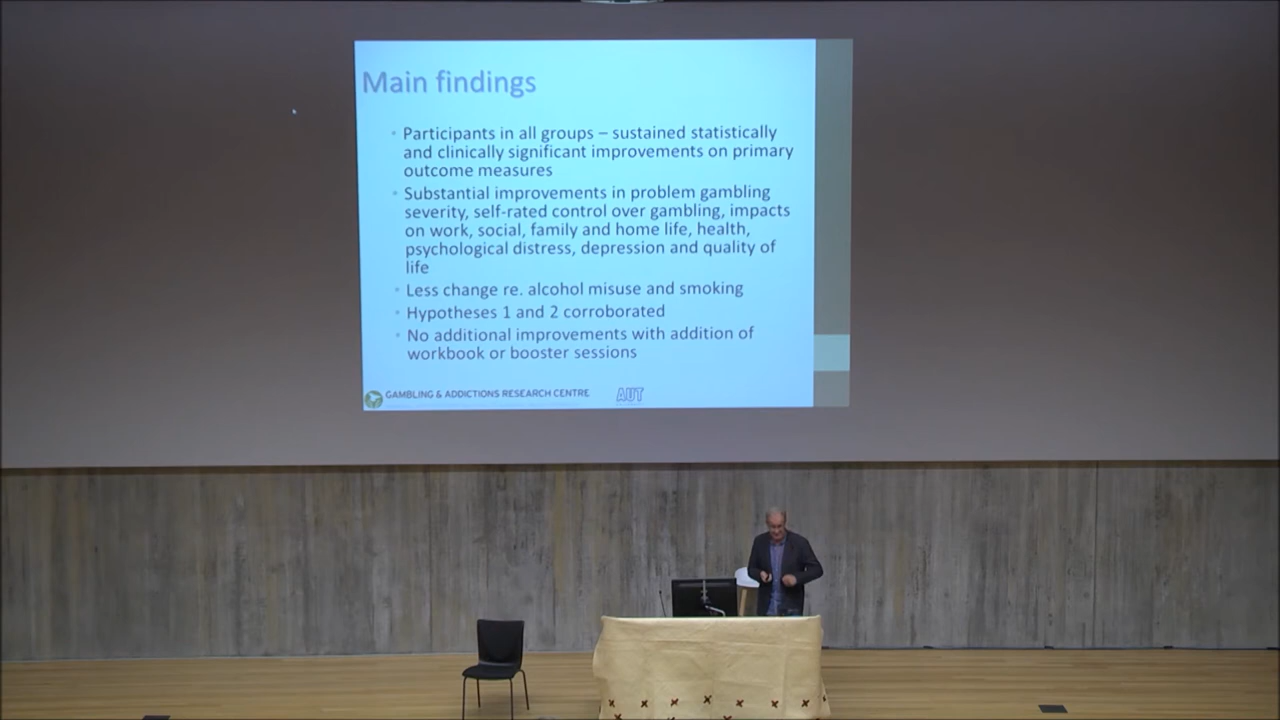 Main findings
Participants in all groups – sustained statistically
and clinically significant improvements on primary
outcome measures
Substantial improvements in problem gambling
severity, self-rated control over gambling, impacts
on work, social, family and home life, health,
psychological distress, depression and quality of
life
Less change re. alcohol misuse and smoking
Hypotheses 1 and 2 corroborated
No additional improvements with addition of
workbook or booster sessions
GAMBLING & ADDICTIONS RESEARCH CENTRE
AUT